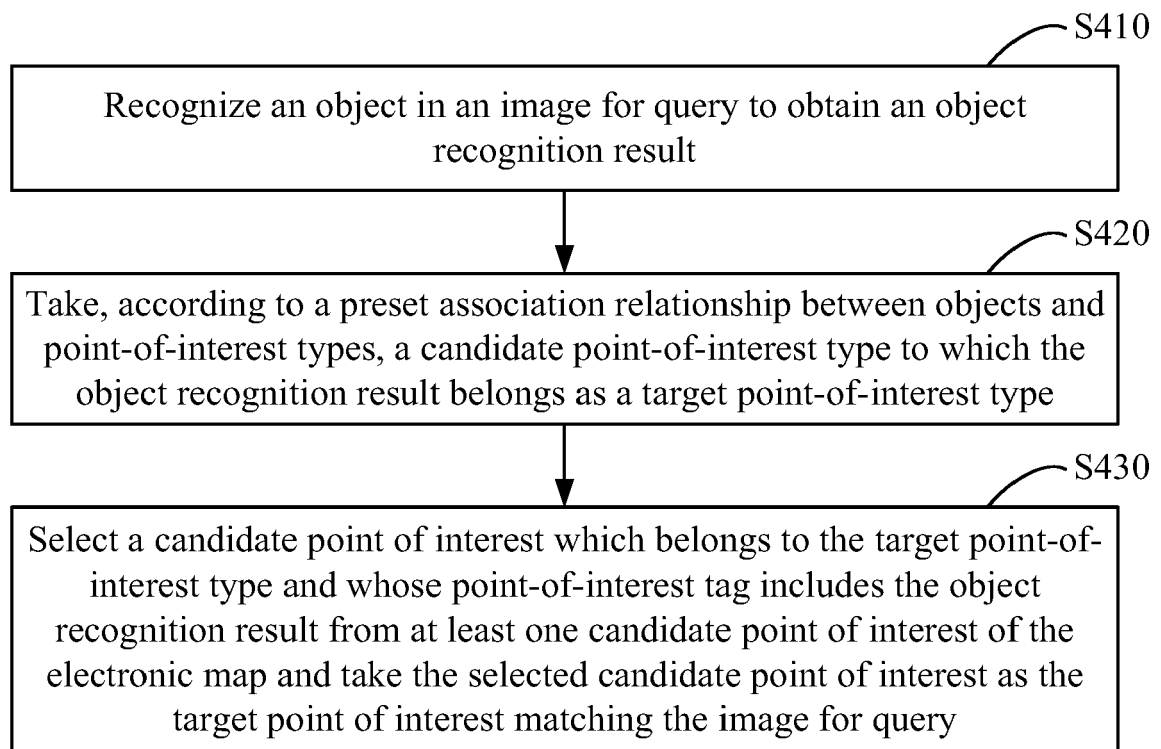 S410
Recognize an object in an image for query to obtain an object
recognition result
S420
Take, according to a preset association relationship between objects and
point-of-interest types, a candidate point-of-interest type to which the
object recognition result belongs as a target point-of-interest type
S430
Select a candidate point of interest which belongs to the target point-of-
interest type and whose point-of-interest tag includes the object
recognition result from at least one candidate point of interest of the
electronic map and take the selected candidate point of interest as the
target point of interest matching the image for query